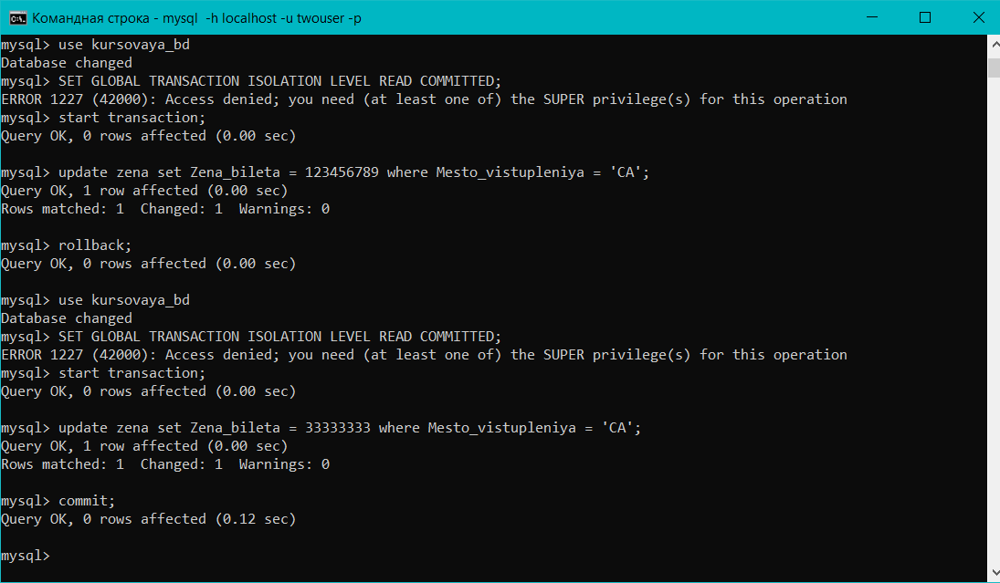 Командная строка - mysql -h localhost -u twouser -p
mysql> use kursovaya_bd
Database changed
mysql> SET GLOBAL TRANSACTION ISOLATION LEVEL READ COMMITTED;
ERROR 1227 (42000): Access denied; you need (at least one of) the SUPER privilege(s) for this operation
mysql> start transaction;
Query OK, 0 rows affected (0.00 sec)
mysql> update zena set Zena_bileta = 123456789 where Mesto_vistupleniya = 'CA';
Query OK, 1 row affected (0.00 sec)
Rows matched: 1  Changed: 1  Warnings: 0
mysql> rollback;
Query OK, 0 rows affected (0.00 sec)
mysql> use kursovaya_bd
Database changed
mysql> SET GLOBAL TRANSACTION ISOLATION LEVEL READ COMMITTED;
ERROR 1227 (42000): Access denied; you need (at least one of) the SUPER privilege(s) for this operation
mysql> start transaction;
Query OK, 0 rows affected (0.00 sec)
mysql> update zena set Zena_bileta = 33333333 where Mesto_vistupleniya = 'CA';
Query OK, 1 row affected (0.00 sec)
Rows matched: 1  Changed: 1  Warnings: 0
mysql> commit;
Query OK, 0 rows affected (0.12 sec)
mysql>